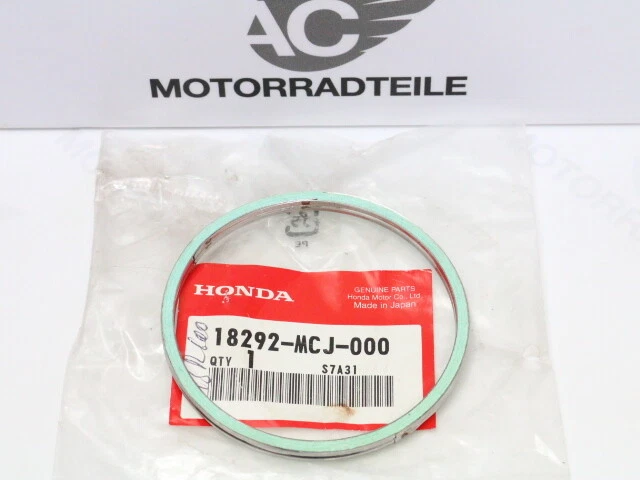 AC
MOTORRADTEILE
HONDA
GENUINE PARTS
Honda Motor Co., Ltd.
Made in Japan
18292-MCJ-000
QTY 1
S7A31